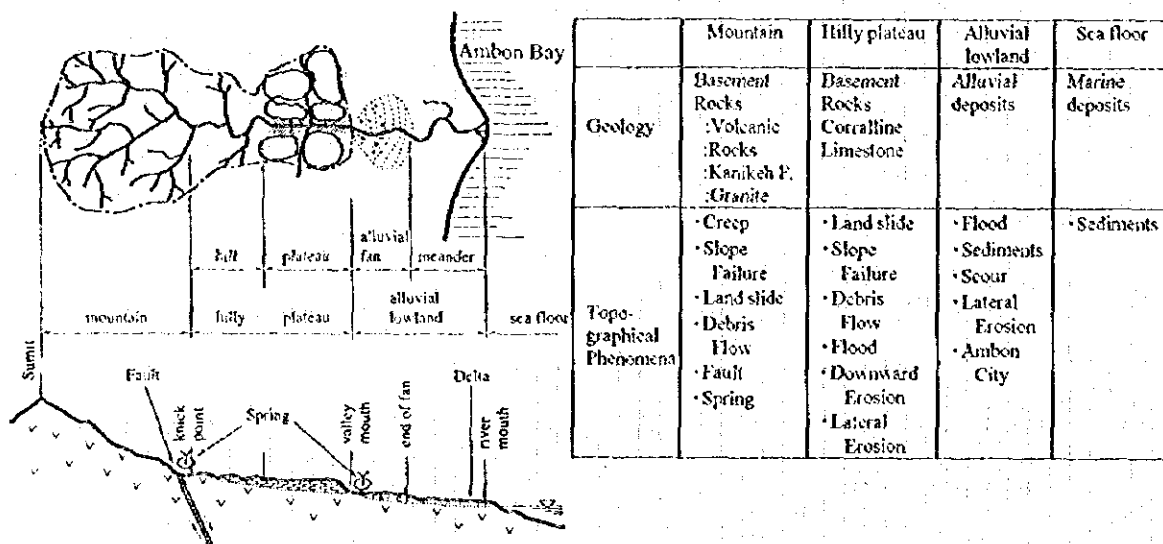 Ambon Bay
hill plateau alluvial fan meander
mountain hilly plateau alluvial lowland sea floor
Sumit
Fault
knick point
Spring
valley mouth
end of fan
Delta
river mouth
Mountain
Hilly plateau
Alluvial lowland
Sea floor
Geology
Basement
Rocks
:Volcanic
:Rocks
:Kanikeh F.
:Granite
Basement
Rocks
Corralline
Limestone
Alluvial
deposits
Marine
deposits
Topo-
graphical
Phenomena
・Creep
・Slope
Failure
・Land slide
・Debris
Flow
・Fault
・Spring
・Land slide
・Slope
Failure
・Debris
Flow
・Flood
・Downward
Erosion
・Lateral
Erosion
・Flood
・Sediments
・Scour
・Lateral
Erosion
・Ambon
City
・Sediments